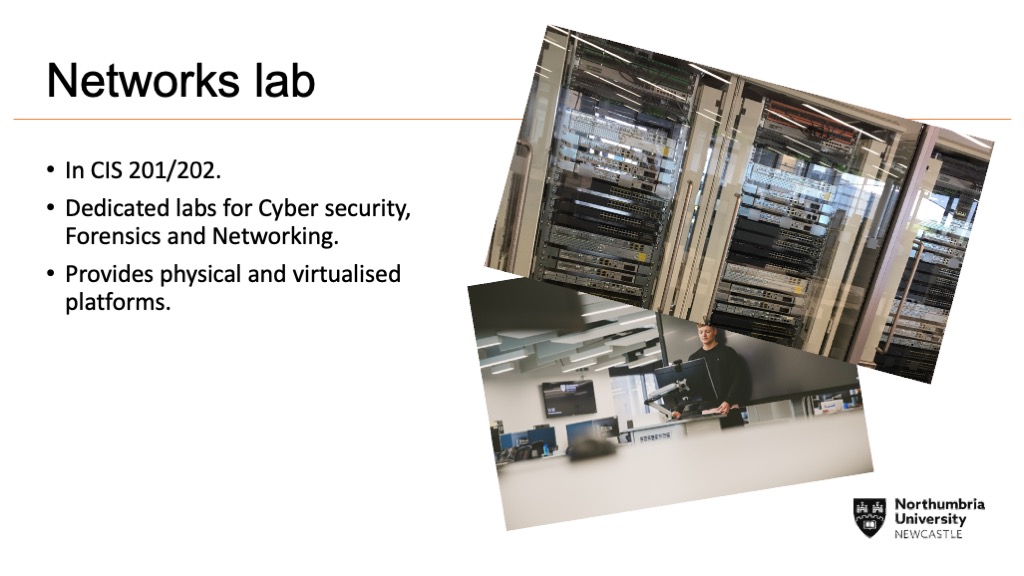 Networks lab
• In CIS 201/202.
• Dedicated labs for Cyber security,
Forensics and Networking.
• Provides physical and virtualised
platforms.
Northumbria
University
NEWCASTLE